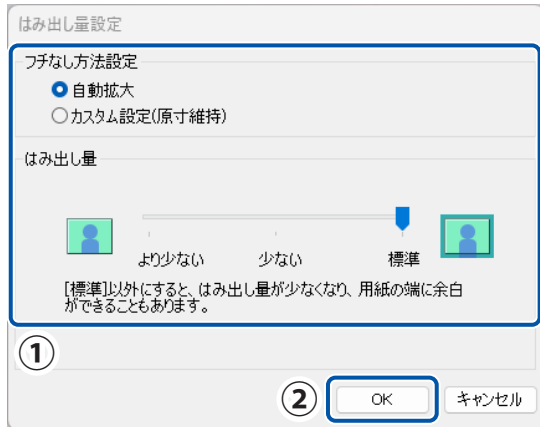 はみ出し量設定
フチなし方法設定
自動拡大
カスタム設定(原寸維持)
はみ出し量
より少ない 少ない 標準
[標準]以外にすると、はみ出し量が少なくなり、用紙の端に余白
ができることもあります。
①
② OK キャンセル